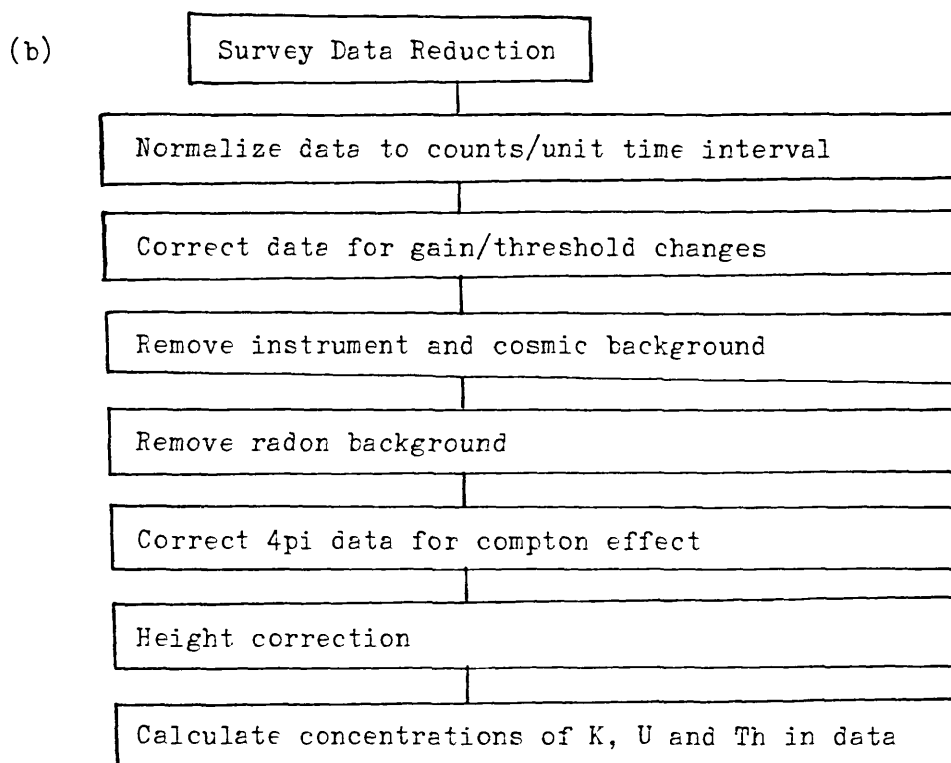 (b)
Survey Data Reduction
Normalize data to counts/unit time interval
Correct data for gain/threshold changes
Remove instrument and cosmic background
Remove radon background
Correct 4pi data for compton effect
Height correction
Calculate concentrations of K, U and Th in data